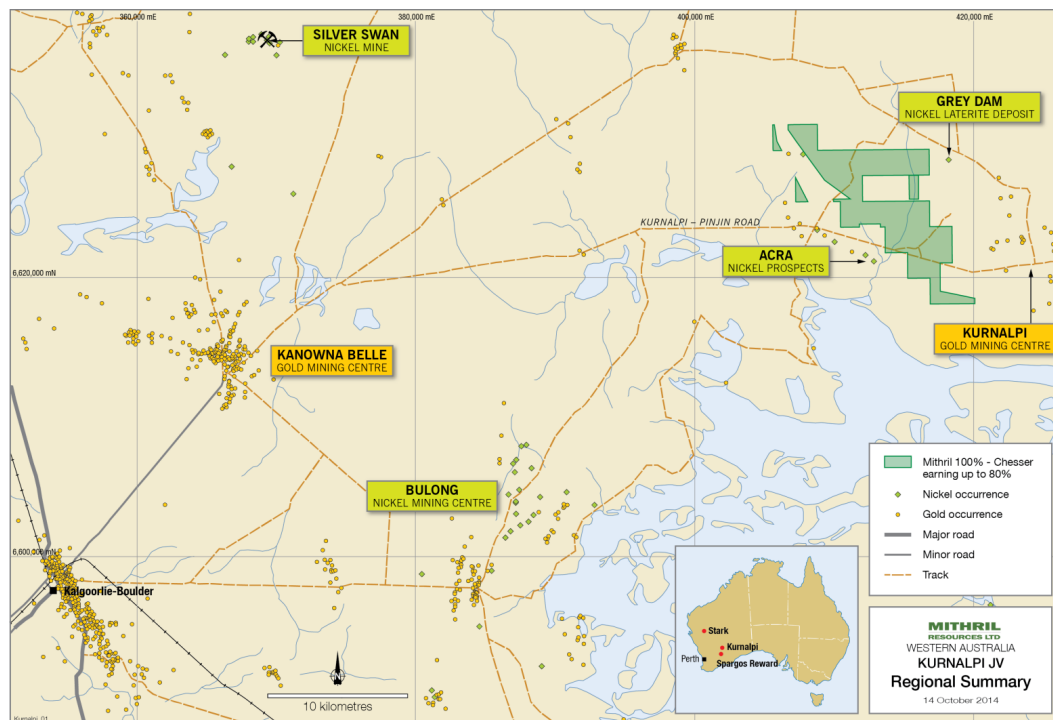 360,000 mE
380,000 mE
400,000 mE
420,000 mE
SILVER SWAN
NICKEL MINE
GREY DAM
NICKEL LATERITE DEPOSIT
KURNALPI – PINJIN ROAD
ACRA
NICKEL PROSPECTS
6,620,000 mN
KURNALPI
GOLD MINING CENTRE
KANOWNA BELLE
GOLD MINING CENTRE
BULONG
NICKEL MINING CENTRE
Mithril 100% - Chesser
earning up to 80%
Nickel occurrence
Gold occurrence
Major road
Minor road
Track
6,600,000 mN
Kalgoorlie-Boulder
Stark
Kurnalpi
Perth
Spargos Reward
MITHRIL
RESOURCES LTD
WESTERN AUSTRALIA
KURNALPI JV
Regional Summary
14 October 2014
N
10 kilometres
Kurnalpi_01